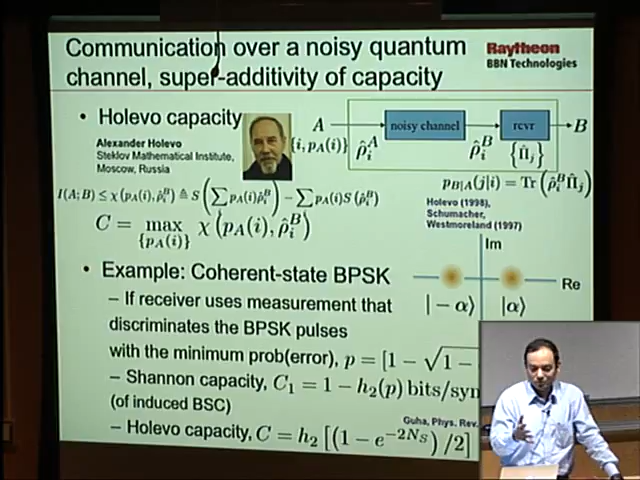 Communication over a noisy quantum
channel, super-additivity of capacity
Raytheon
BBN Technologies
• Holevo capacity
Alexander Holevo
Steklov Mathematical Institute,
Moscow, Russia
A
{i, p_A(i)}
ρ̂_i^A
noisy channel
ρ̂_i^B
rcvr
{Π̂_j}
B
p_{B|A}(j|i) = Tr(ρ̂_i^B Π̂_j)
I(A; B) ≤ χ(p_A(i), ρ̂_i^B) ≜ S(∑ p_A(i)ρ̂_i^B) − ∑ p_A(i)S(ρ̂_i^B)
C = max_{{p_A(i)}} χ(p_A(i), ρ̂_i^B)
Holevo (1998),
Schumacher,
Westmoreland (1997)
Im
Re
|−α⟩ |α⟩
• Example: Coherent-state BPSK
– If receiver uses measurement that
discriminates the BPSK pulses
with the minimum prob(error), p = [1 − √1 −
– Shannon capacity, C₁ = 1 − h₂(p) bits/sym
(of induced BSC)
Guha, Phys. Rev.
– Holevo capacity, C = h₂ [(1 − e^{−2N_S}) /2]